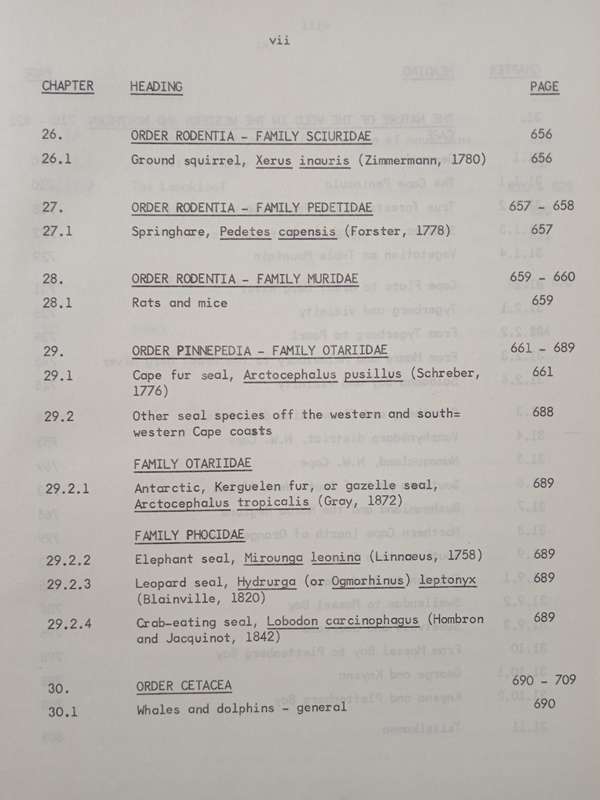 vii
CHAPTER HEADING PAGE
26. ORDER RODENTIA - FAMILY SCIURIDAE 656
26.1 Ground squirrel, Xerus inauris (Zimmermann, 1780) 656
27. ORDER RODENTIA - FAMILY PEDETIDAE 657 - 658
27.1 Springhare, Pedetes capensis (Forster, 1778) 657
28. ORDER RODENTIA - FAMILY MURIDAE 659 - 660
28.1 Rats and mice 659
29. ORDER PINNEPEDIA - FAMILY OTARIIDAE 661 - 689
29.1 Cape fur seal, Arctocephalus pusillus (Schreber, 661
1776)
29.2 Other seal species off the western and south= 688
western Cape coasts
FAMILY OTARIIDAE
29.2.1 Antarctic, Kerguelen fur, or gazelle seal, 689
Arctocephalus tropicalis (Gray, 1872)
FAMILY PHOCIDAE
29.2.2 Elephant seal, Mirounga leonina (Linnaeus, 1758) 689
29.2.3 Leopard seal, Hydrurga (or Ogmorhinus) leptonyx 689
(Blainville, 1820)
29.2.4 Crab-eating seal, Lobodon carcinophagus (Hombron 689
and Jacquinot, 1842)
30. ORDER CETACEA 690 - 709
30.1 Whales and dolphins - general 690